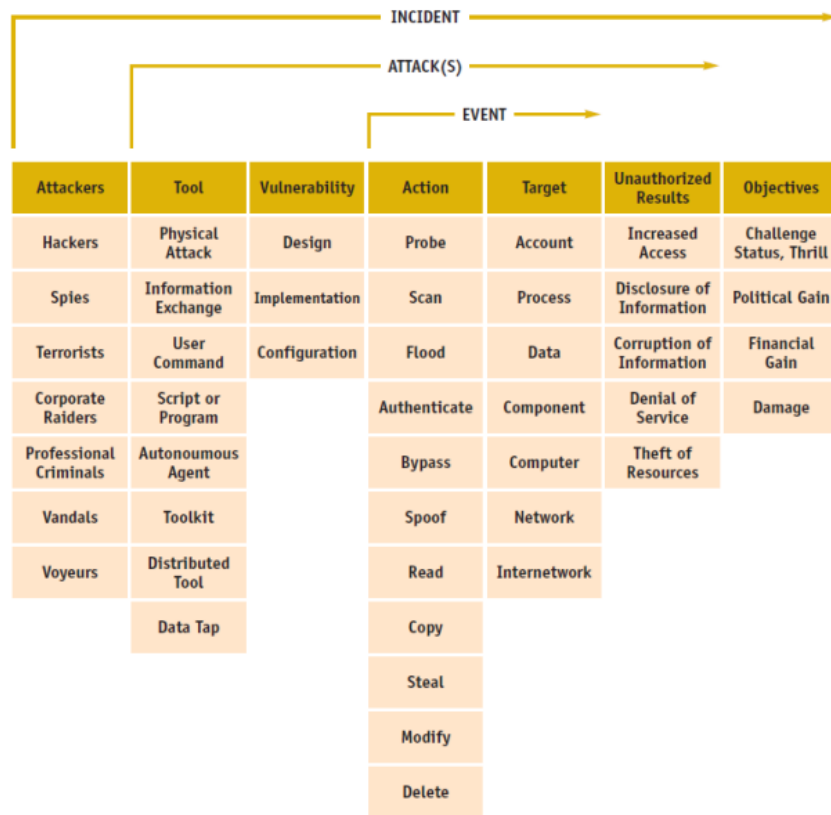 INCIDENT
ATTACK(S)
EVENT
Attackers Tool Vulnerability Action Target Unauthorized Results Objectives
Hackers Physical Attack Design Probe Account Increased Access Challenge Status, Thrill
Spies Information Exchange Implementation Scan Process Disclosure of Information Political Gain
Terrorists User Command Configuration Flood Data Corruption of Information Financial Gain
Corporate Raiders Script or Program Authenticate Component Denial of Service Damage
Professional Criminals Autonoumous Agent Bypass Computer Theft of Resources
Vandals Toolkit Spoof Network
Voyeurs Distributed Tool Read Internetwork
Data Tap Copy
Steal
Modify
Delete